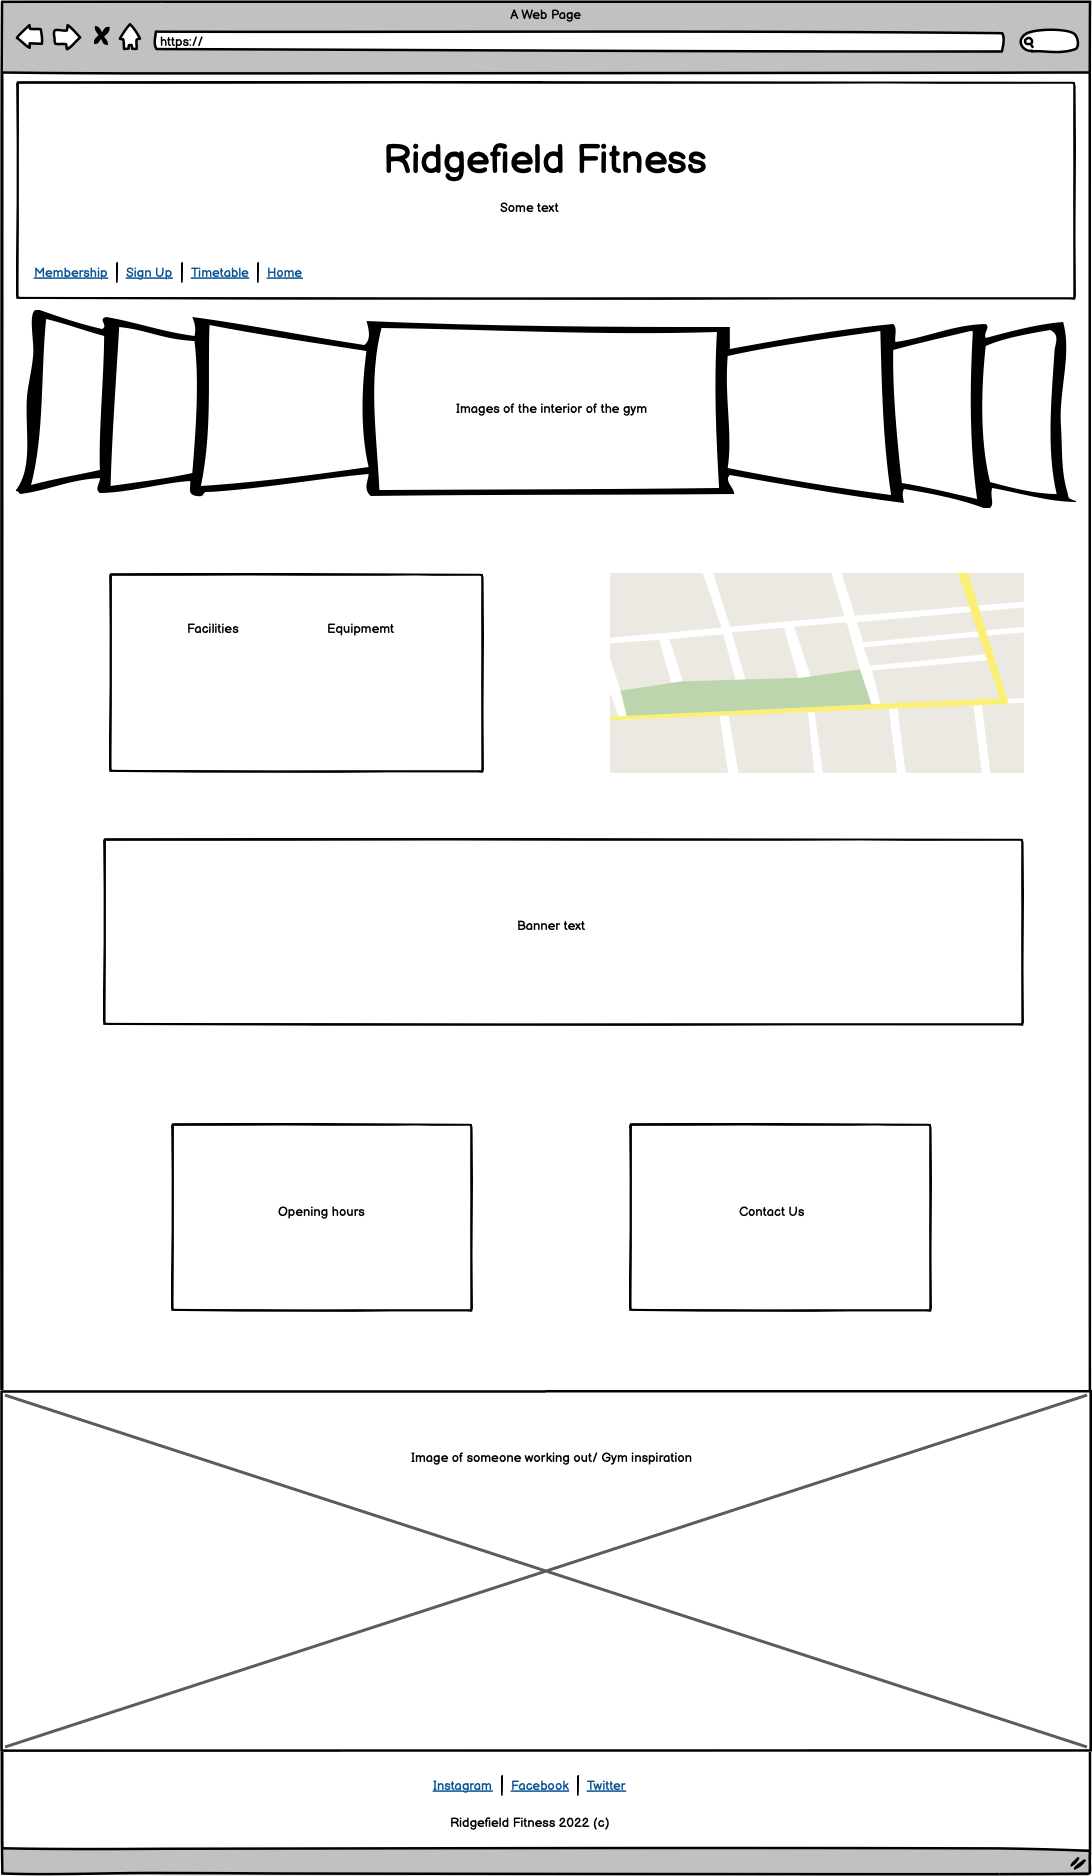 A Web Page
https://
Ridgefield Fitness
Some text
Membership | Sign Up | Timetable | Home
Images of the interior of the gym
Facilities Equipmemt
Banner text
Opening hours
Contact Us
Image of someone working out/ Gym inspiration
Instagram | Facebook | Twitter
Ridgefield Fitness 2022 (c)